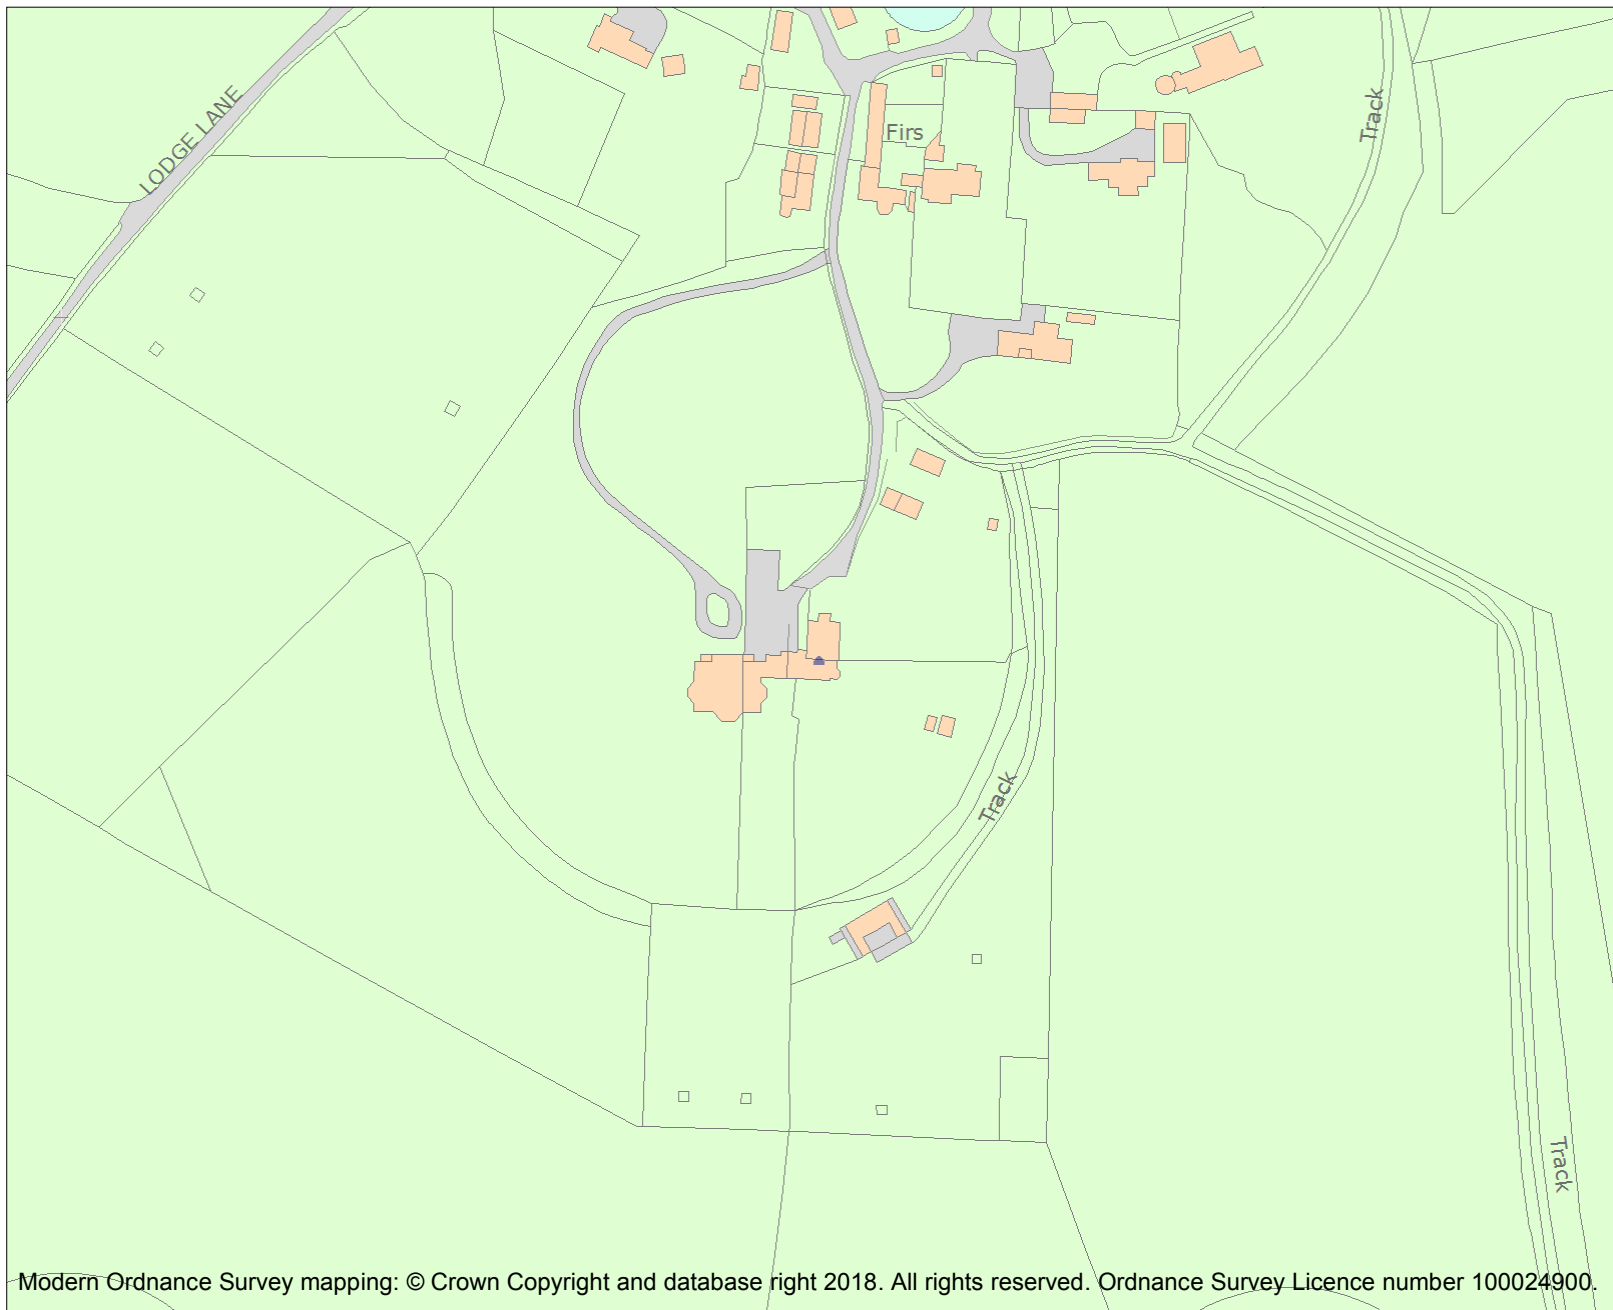 LODGE LANE
Firs
Track
Track
Track
Modern Ordnance Survey mapping: © Crown Copyright and database right 2018. All rights reserved. Ordnance Survey Licence number 100024900.